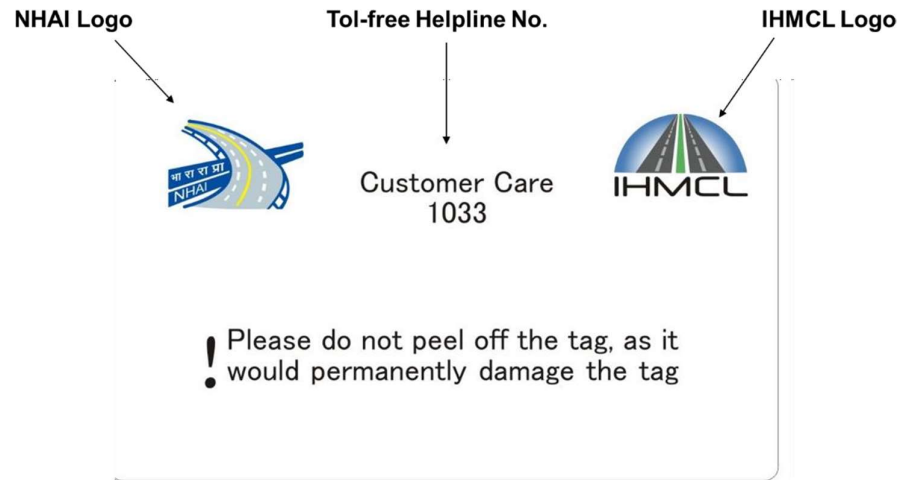 NHAI Logo
Tol-free Helpline No.
IHMCL Logo
भा रा रा प्रा
NHAI
Customer Care
1033
IHMCL
! Please do not peel off the tag, as it
would permanently damage the tag